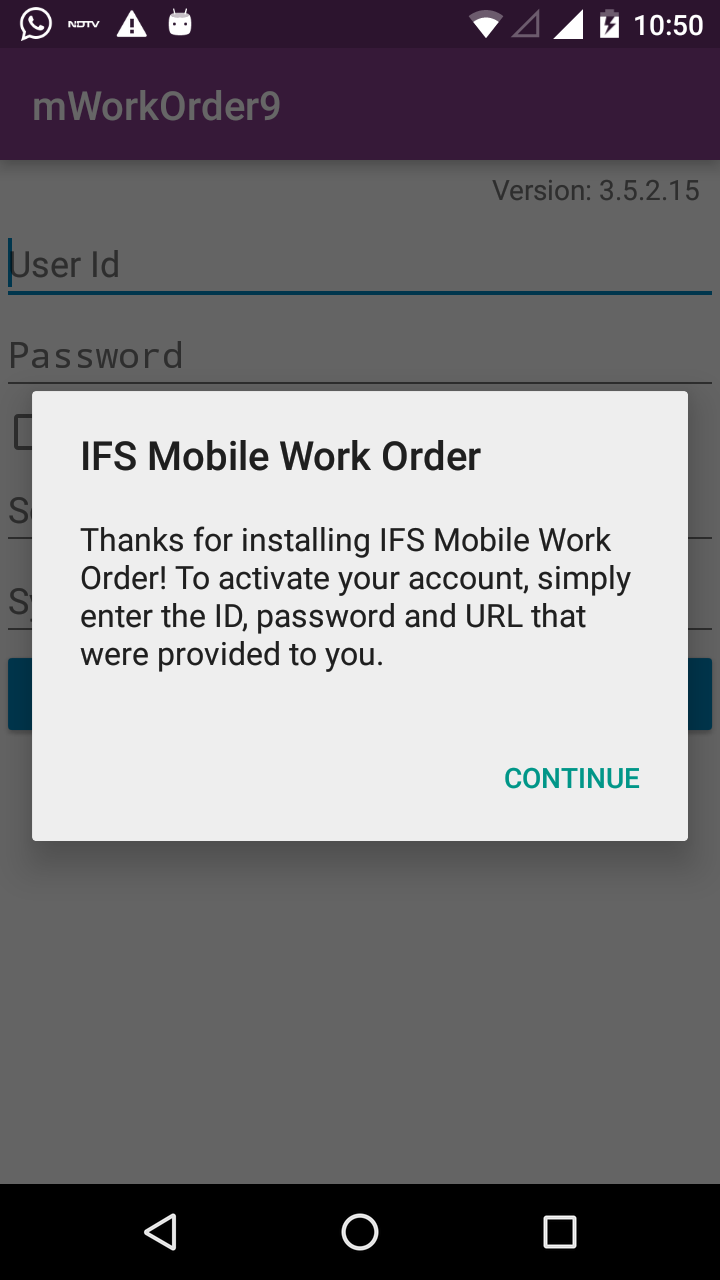 NDTV
10:50
mWorkOrder9
Version: 3.5.2.15
User Id
Password
IFS Mobile Work Order
Thanks for installing IFS Mobile Work
Order! To activate your account, simply
enter the ID, password and URL that
were provided to you.
CONTINUE